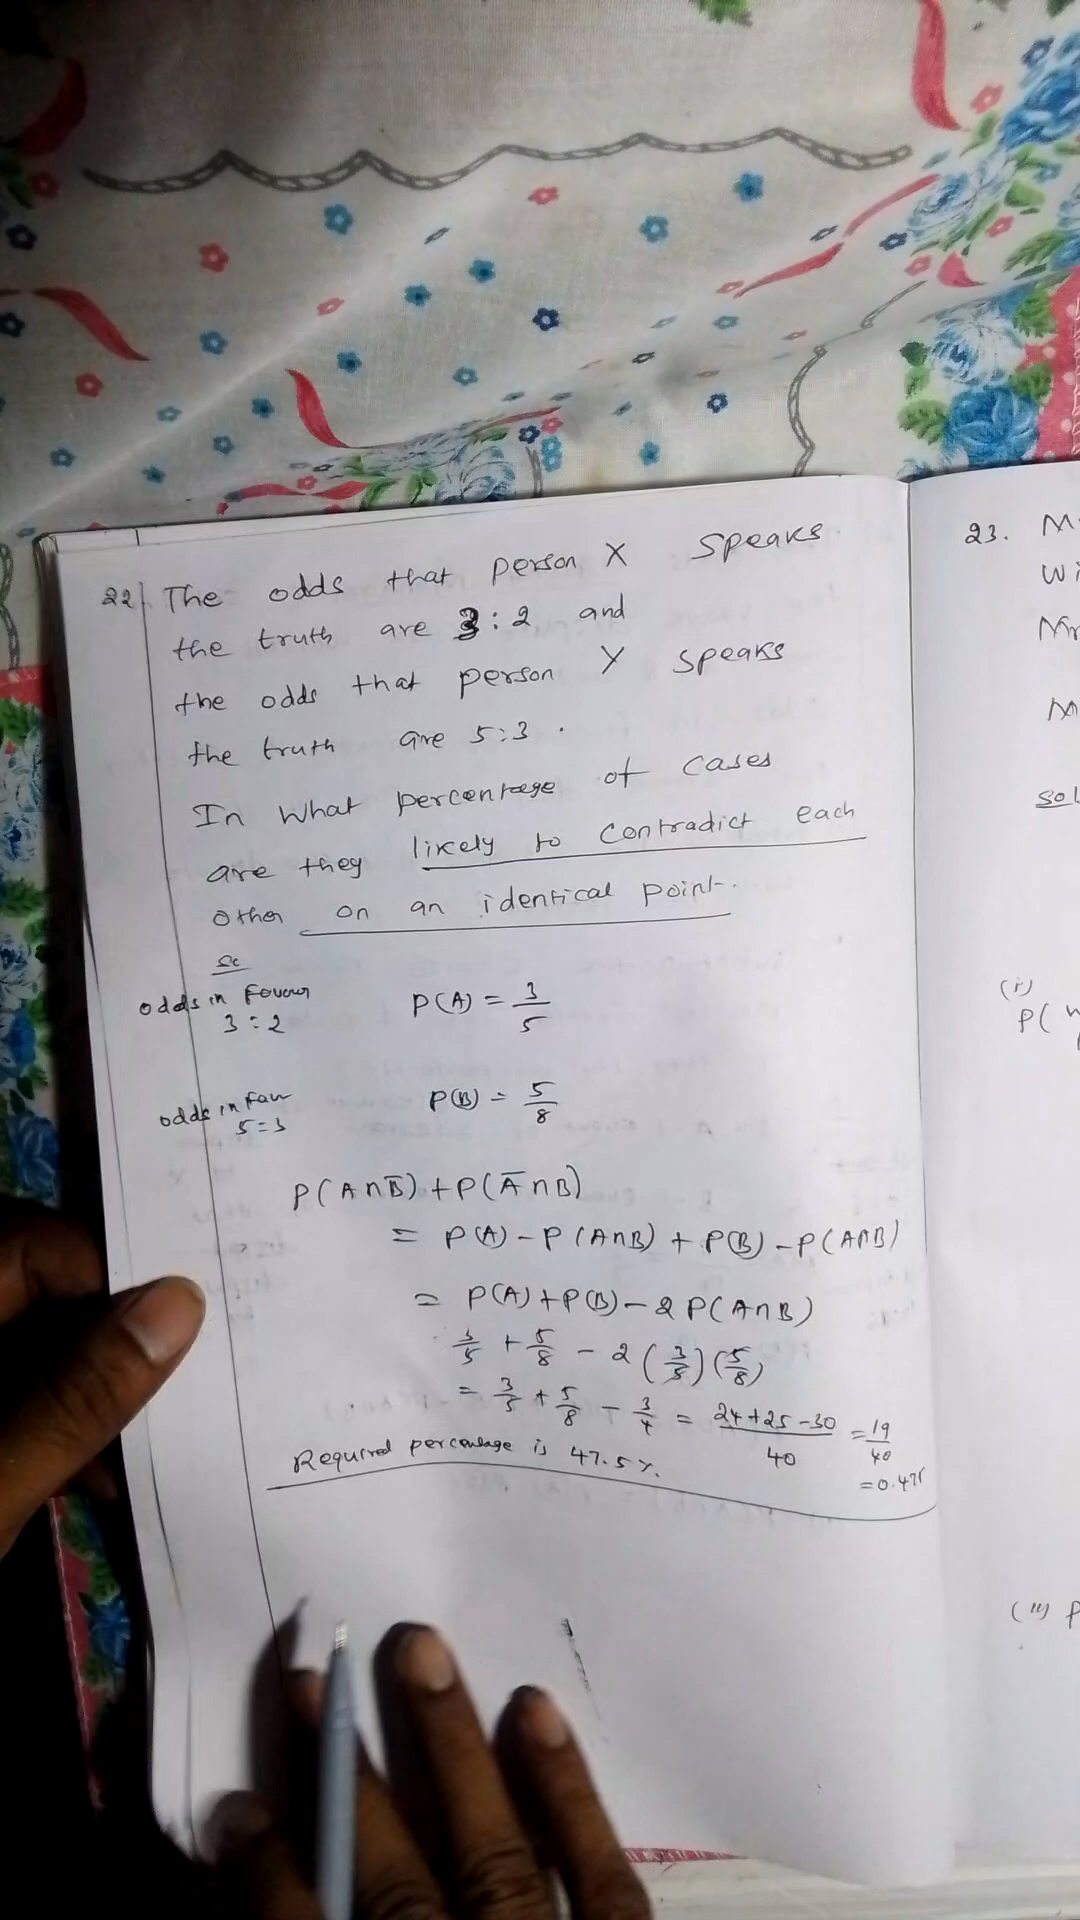 22 The odds that person X speaks
the truth are 3:2 and
the odds that person Y speaks
the truth are 5:3.
In what percentage of cases
are they likely to contradict each
other on an identical point.
odds in favour
3:2
P(A) = 3/5
odds in
5:3
P(B) = 5/8
P(A∩B̅) + P(A̅∩B)
= P(A) - P(A∩B) + P(B) - P(A∩B)
= P(A) + P(B) - 2P(A∩B)
3/5 + 5/8 - 2(3/5)(5/8)
= 3/5 + 5/8 - 3/4 = (24+25-30)/40 = 19/40
= 0.475
Required percentage is 47.5%.
23.
sol
(i)
P(
(ii) P